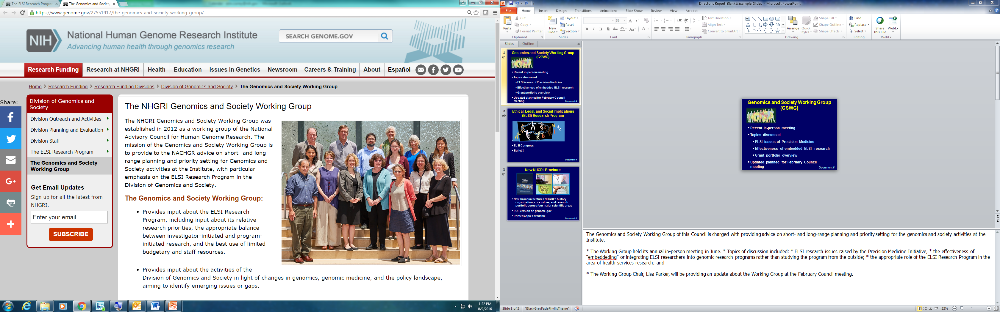 The ELSI Research Progra
The Genomics and Society
https://www.genome.gov/27551917/the-genomics-and-society-working-group/
NIH
National Human Genome Research Institute
Advancing human health through genomics research
SEARCH GENOME.GOV
Research Funding
Research at NHGRI
Health
Education
Issues in Genetics
Newsroom
Careers & Training
About
Español
Home
Research Funding
Research Funding Divisions
Division of Genomics and Society
The Genomics and Society Working Group
Share:
Division of Genomics and
Society
Division Outreach and Activities
Division Planning and Evaluation
Division Staff
The ELSI Research Program
The Genomics and Society
Working Group
Get Email Updates
Sign up for all the latest from
NHGRI.
Enter your email
SUBSCRIBE
The NHGRI Genomics and Society Working Group
The NHGRI Genomics and Society Working Group was
established in 2012 as a working group of the National
Advisory Council for Human Genome Research. The
mission of the Genomics and Society Working Group is
to provide to the NACHGR advice on short- and long-
range planning and priority setting for Genomics and
Society activities at the Institute, with particular
emphasis on the ELSI Research Program in the
Division of Genomics and Society.
The Genomics and Society Working Group:
• Provides input about the ELSI Research
Program, including input about its relative
research priorities, the appropriate balance
between investigator-initiated and program-
initiated research, and the best use of limited
budgetary and staff resources.
• Provides input about the activities of the
Division of Genomics and Society in light of changes in genomics, genomic medicine, and the policy landscape,
aiming to identify emerging issues or gaps.
1:22 PM
8/9/2016
Director's Report_Blank&Example_Slides - Microsoft PowerPoint
File
Home
Insert
Design
Transitions
Animations
Slide Show
Review
View
Acrobat
Paste
Cut
Copy
Format Painter
Clipboard
New
Slide
Layout
Reset
Section
Slides
36
Font
Text Direction
Align Text
Convert to SmartArt
Paragraph
Arrange
Quick
Styles
Shape Fill
Shape Outline
Shape Effects
Drawing
Find
Replace
Select
Editing
Share
This File
WebEx
WebEx
Slides
Outline
1
Genomics and Society Working Group
(GSWG)
▪ Recent in-person meeting
▪ Topics discussed
▪ ELSI issues of Precision Medicine
▪ Effectiveness of embedded ELSI research
▪ Grant portfolio overview
▪ Updated planned for February Council
meeting
Document #
2
Ethical, Legal, and Social Implications
(ELSI) Research Program
▪ ELSI Congress
▪ Bullet 3
Document #
3
New NHGRI Brochure
▪ New brochure features NHGRI's history,
organization, core values, and research
portfolio across four major scientific areas
▪ PDF version on genome.gov
▪ Printed copies available
Document 6
Genomics and Society Working Group
(GSWG)
▪ Recent in-person meeting
▪ Topics discussed
▪ ELSI issues of Precision Medicine
▪ Effectiveness of embedded ELSI research
▪ Grant portfolio overview
▪ Updated planned for February Council
meeting
Document #
The Genomics and Society Working Group of this Council is charged with providing advice on short- and long-range planning and priority setting for the genomics and society activities at the
Institute.
* The Working Group held its annual in-person meeting in June. * Topics of discussion included: * ELSI research issues raised by the Precision Medicine Initiative, * the effectiveness of
"embeddeding" or integrating ELSI researchers into genomic research programs rather than studying the program from the outside; * the appropriate role of the ELSI Research Program in the
area of health services research; and
* The Working Group Chair, Lisa Parker, will be providing an update about the Working Group at the February Council meeting.
Slide 1 of 3
"BlackGreyFadePhyllisTheme"
33%